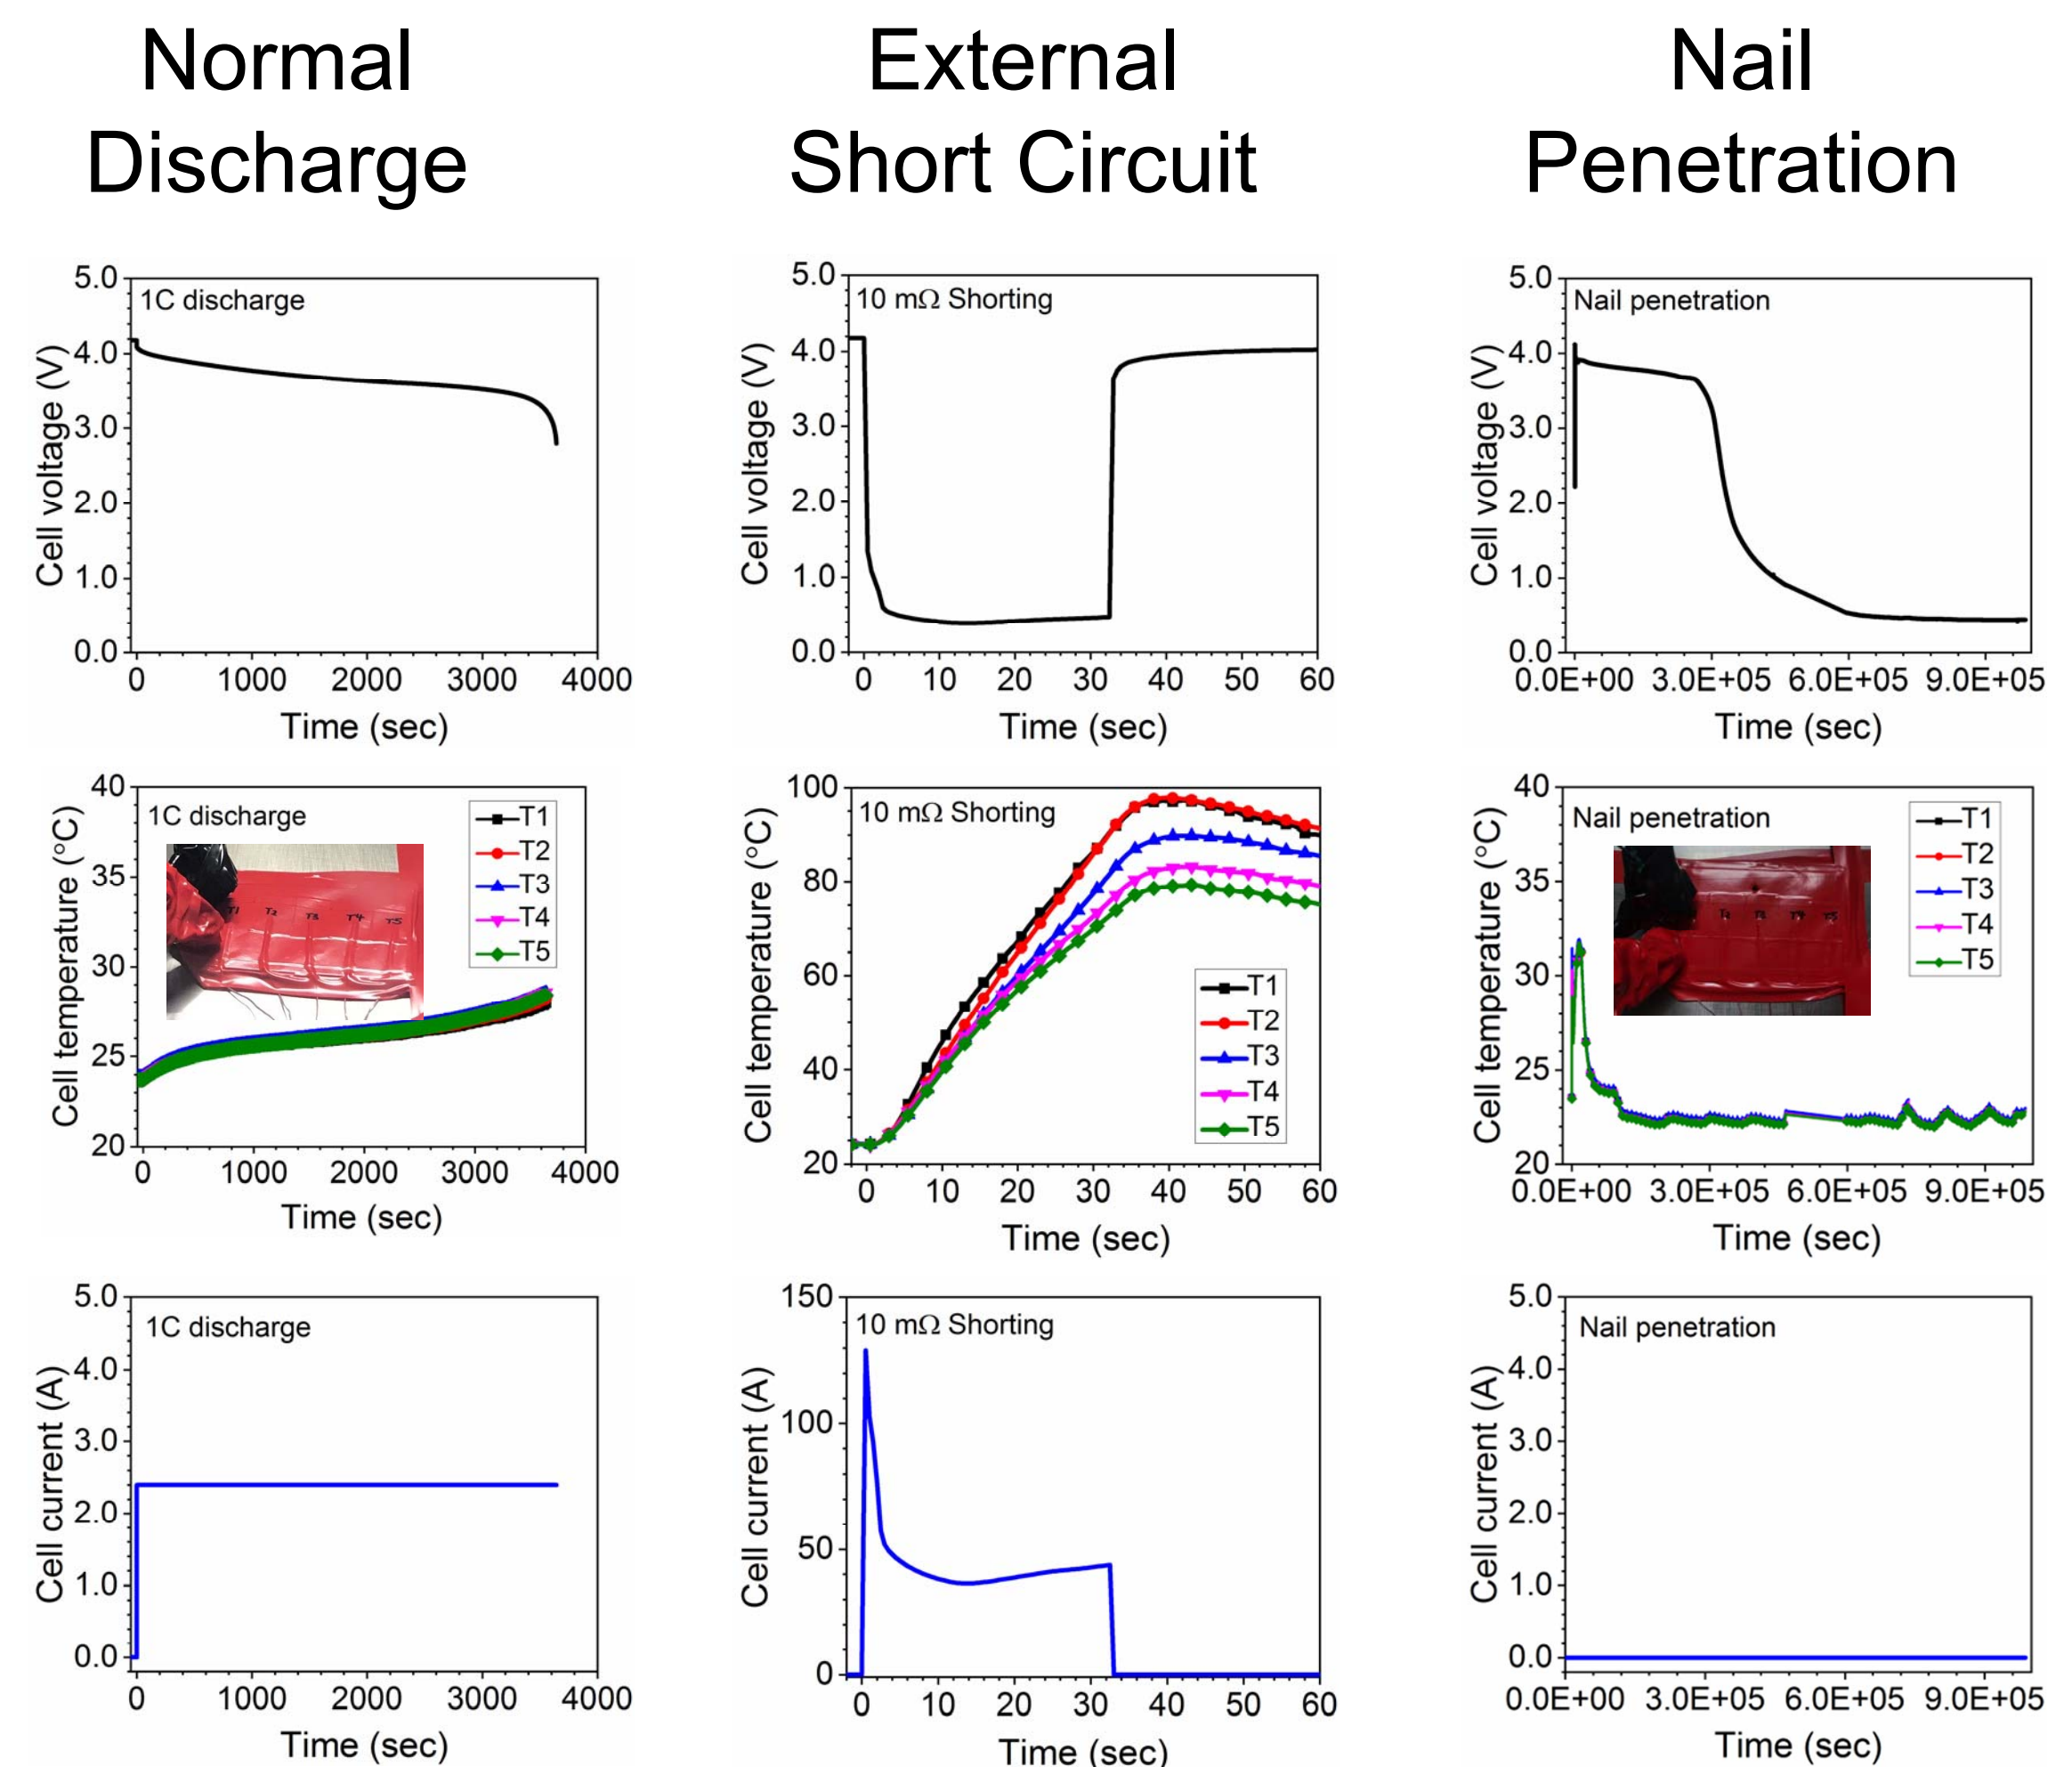 Normal
Discharge
External
Short Circuit
Nail
Penetration
5.0
4.0
3.0
2.0
1.0
0.0
Cell voltage (V)
1C discharge
0 1000 2000 3000 4000
Time (sec)
5.0
4.0
3.0
2.0
1.0
0.0
Cell voltage (V)
10 mΩ Shorting
0 10 20 30 40 50 60
Time (sec)
5.0
4.0
3.0
2.0
1.0
0.0
Cell voltage (V)
Nail penetration
0.0E+00 3.0E+05 6.0E+05 9.0E+05
Time (sec)
40
35
30
25
20
Cell temperature (°C)
1C discharge
T1
T2
T3
T4
T5
T1 T2 T3 T4 T5
0 1000 2000 3000 4000
Time (sec)
100
80
60
40
20
Cell temperature (°C)
10 mΩ Shorting
T1
T2
T3
T4
T5
0 10 20 30 40 50 60
Time (sec)
40
35
30
25
20
Cell temperature (°C)
Nail penetration
T1
T2
T3
T4
T5
0.0E+00 3.0E+05 6.0E+05 9.0E+05
Time (sec)
5.0
4.0
3.0
2.0
1.0
0.0
Cell current (A)
1C discharge
0 1000 2000 3000 4000
Time (sec)
150
100
50
0
Cell current (A)
10 mΩ Shorting
0 10 20 30 40 50 60
Time (sec)
5.0
4.0
3.0
2.0
1.0
0.0
Cell current (A)
Nail penetration
0.0E+00 3.0E+05 6.0E+05 9.0E+05
Time (sec)